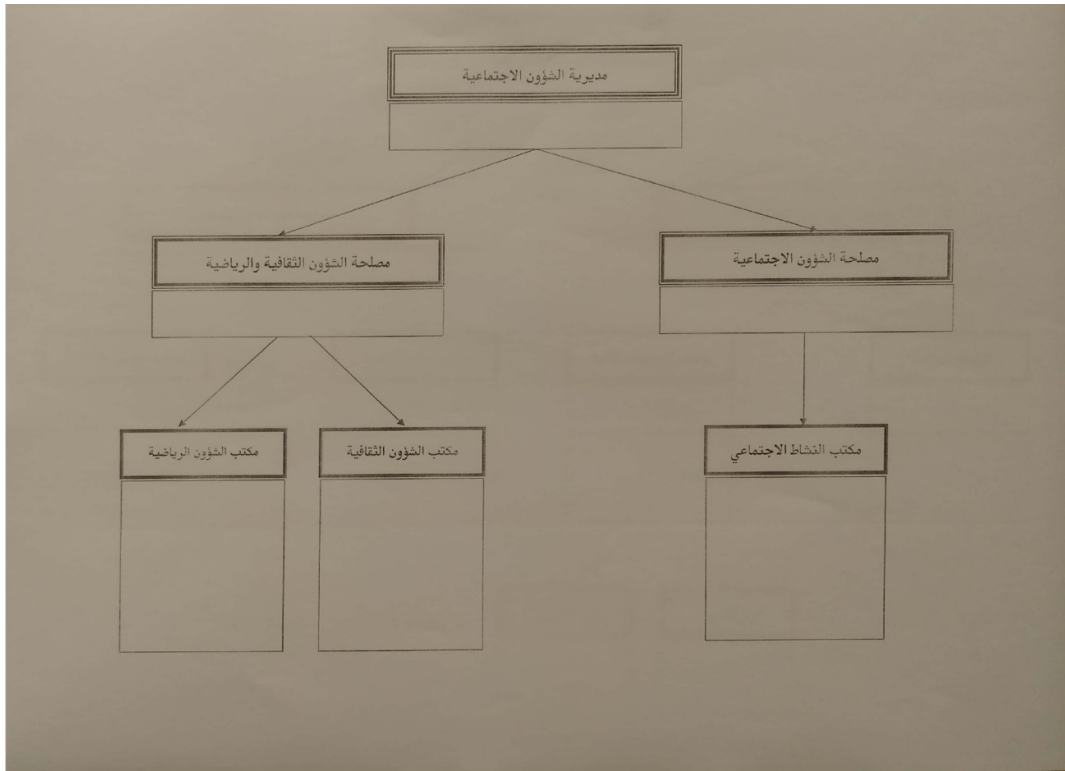 مديرية الشؤون الاجتماعية
مصلحة الشؤون الاجتماعية
مصلحة الشؤون الثقافية والرياضية
مكتب النشاط الاجتماعي
مكتب الشؤون الثقافية
مكتب الشؤون الرياضية